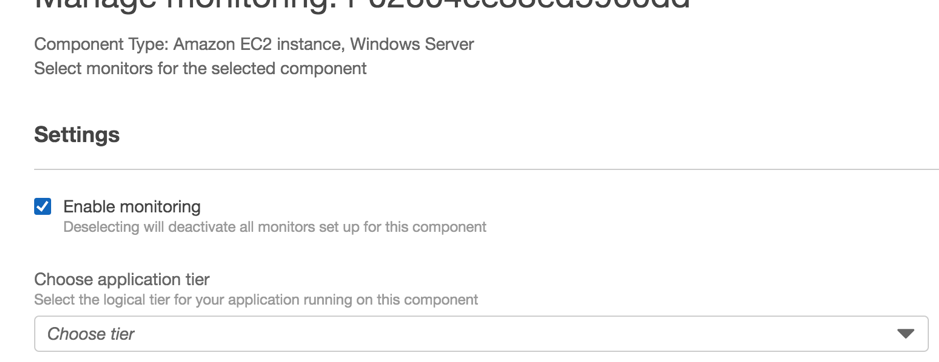 Manage monitoring:
Component Type: Amazon EC2 instance, Windows Server
Select monitors for the selected component
Settings
Enable monitoring
Deselecting will deactivate all monitors set up for this component
Choose application tier
Select the logical tier for your application running on this component
Choose tier